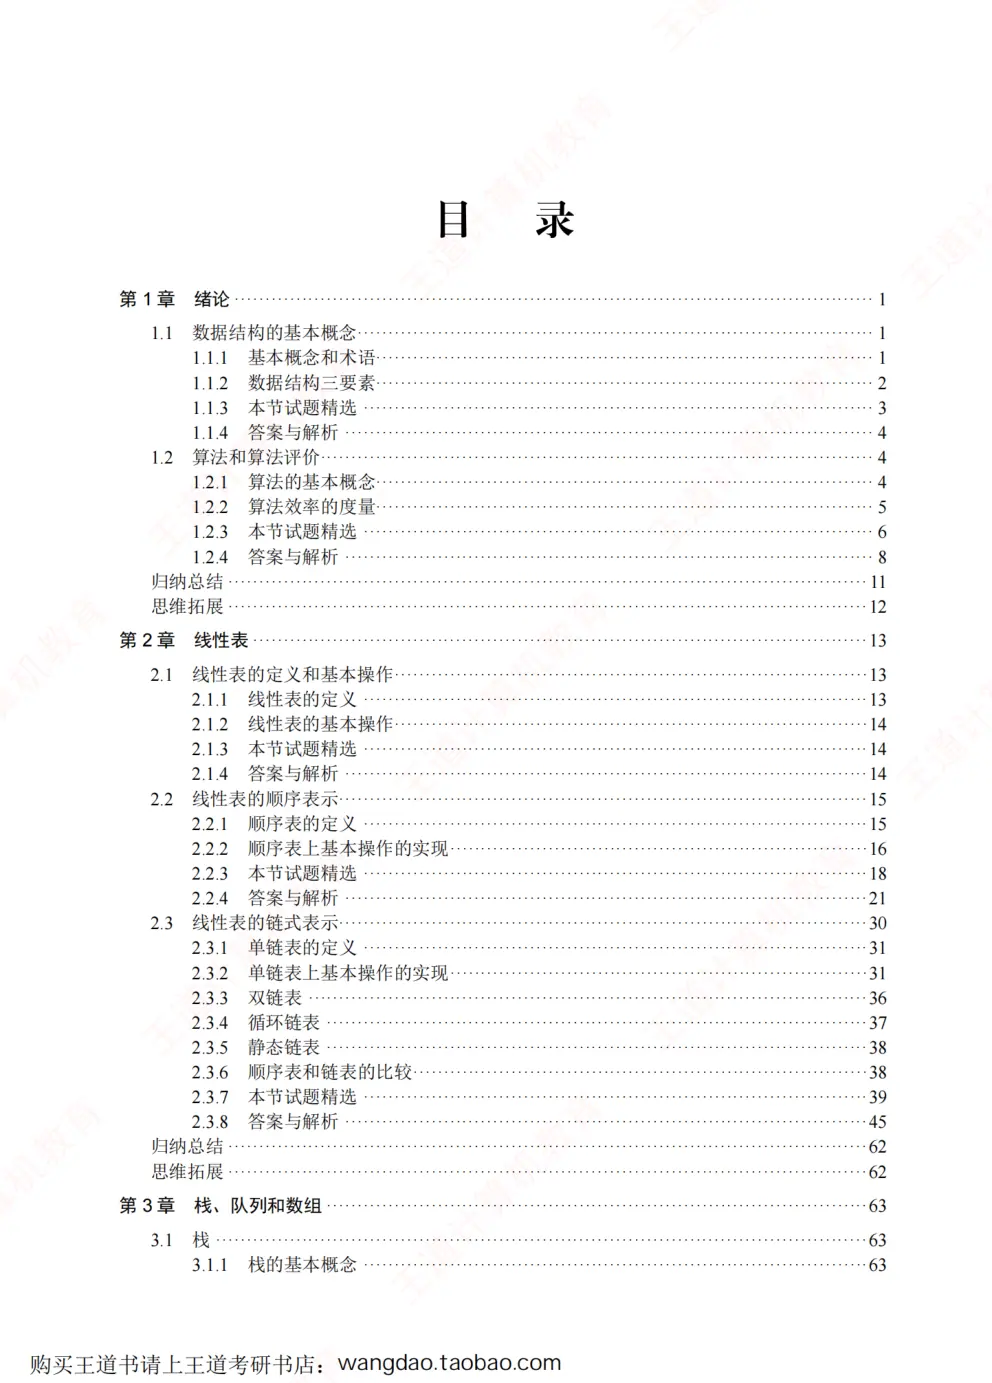 目 录
第 1 章 绪论 1
1.1 数据结构的基本概念 1
1.1.1 基本概念和术语 1
1.1.2 数据结构三要素 2
1.1.3 本节试题精选 3
1.1.4 答案与解析 4
1.2 算法和算法评价 4
1.2.1 算法的基本概念 4
1.2.2 算法效率的度量 5
1.2.3 本节试题精选 6
1.2.4 答案与解析 8
归纳总结 11
思维拓展 12
第 2 章 线性表 13
2.1 线性表的定义和基本操作 13
2.1.1 线性表的定义 13
2.1.2 线性表的基本操作 14
2.1.3 本节试题精选 14
2.1.4 答案与解析 14
2.2 线性表的顺序表示 15
2.2.1 顺序表的定义 15
2.2.2 顺序表上基本操作的实现 16
2.2.3 本节试题精选 18
2.2.4 答案与解析 21
2.3 线性表的链式表示 30
2.3.1 单链表的定义 31
2.3.2 单链表上基本操作的实现 31
2.3.3 双链表 36
2.3.4 循环链表 37
2.3.5 静态链表 38
2.3.6 顺序表和链表的比较 38
2.3.7 本节试题精选 39
2.3.8 答案与解析 45
归纳总结 62
思维拓展 62
第 3 章 栈、队列和数组 63
3.1 栈 63
3.1.1 栈的基本概念 63
购买王道书请上王道考研书店：wangdao.taobao.com
王道计算机教育